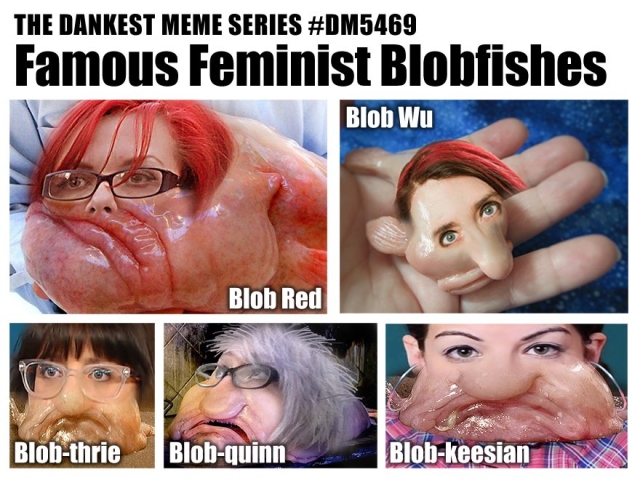 THE DANKEST MEME SERIES #DM5469
Famous Feminist Blobfishes
Blob Wu
Blob Red
Blob-thrie
Blob-quinn
Blob-keesian